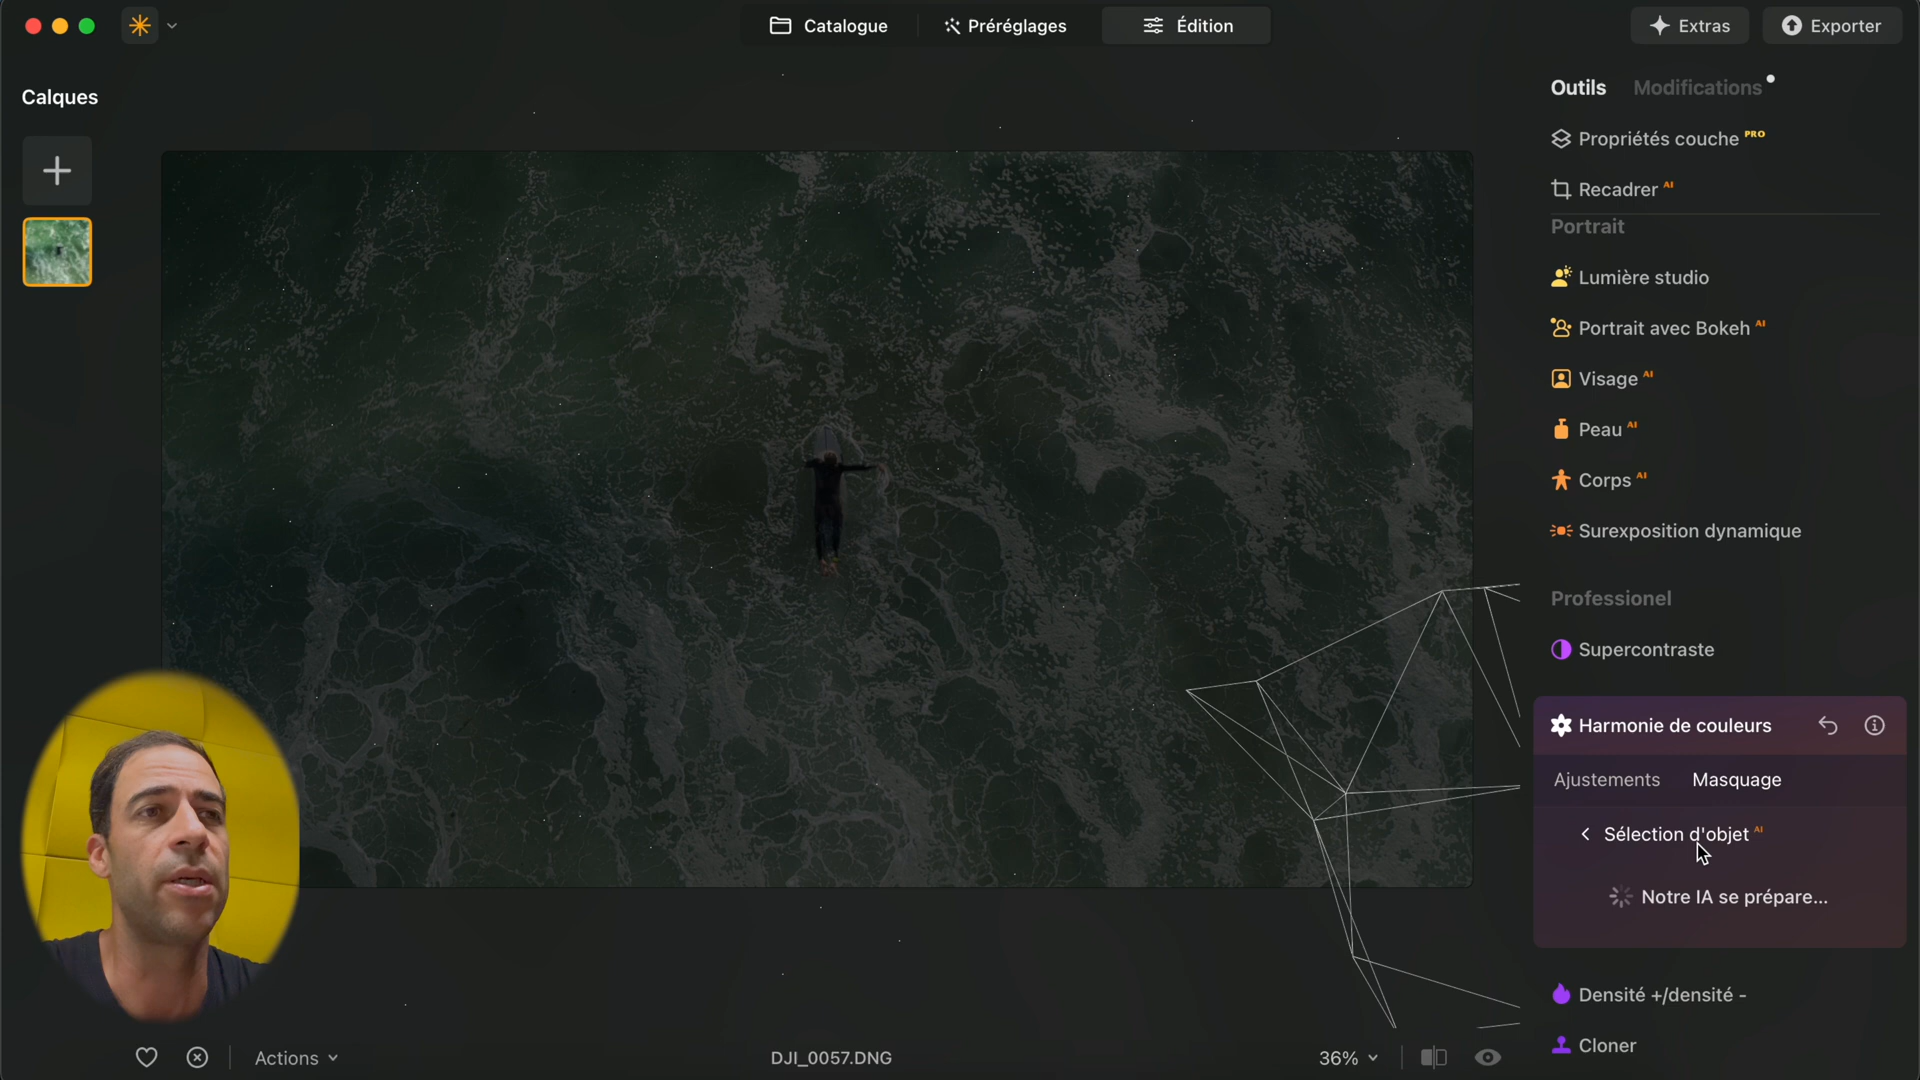 Catalogue
Préréglages
Édition
Extras
Exporter
Calques
Outils
Modifications
Propriétés couche PRO
Recadrer AI
Portrait
Lumière studio
Portrait avec Bokeh AI
Visage AI
Peau AI
Corps AI
Surexposition dynamique
Professionel
Supercontraste
Harmonie de couleurs
Ajustements
Masquage
Sélection d'objet AI
Notre IA se prépare...
Densité +/densité -
Cloner
Actions
DJI_0057.DNG
36%